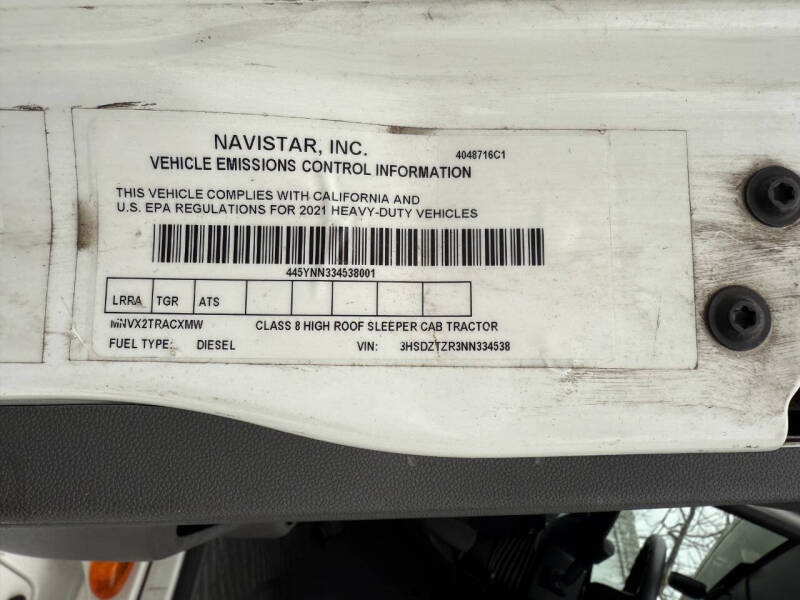 NAVISTAR, INC.
4048716C1
VEHICLE EMISSIONS CONTROL INFORMATION
THIS VEHICLE COMPLIES WITH CALIFORNIA AND
U.S. EPA REGULATIONS FOR 2021 HEAVY-DUTY VEHICLES
445YNN334538001
LRRA TGR ATS
MNVX2TRACXMW CLASS 8 HIGH ROOF SLEEPER CAB TRACTOR
FUEL TYPE: DIESEL VIN: 3HSDZTZR3NN334538